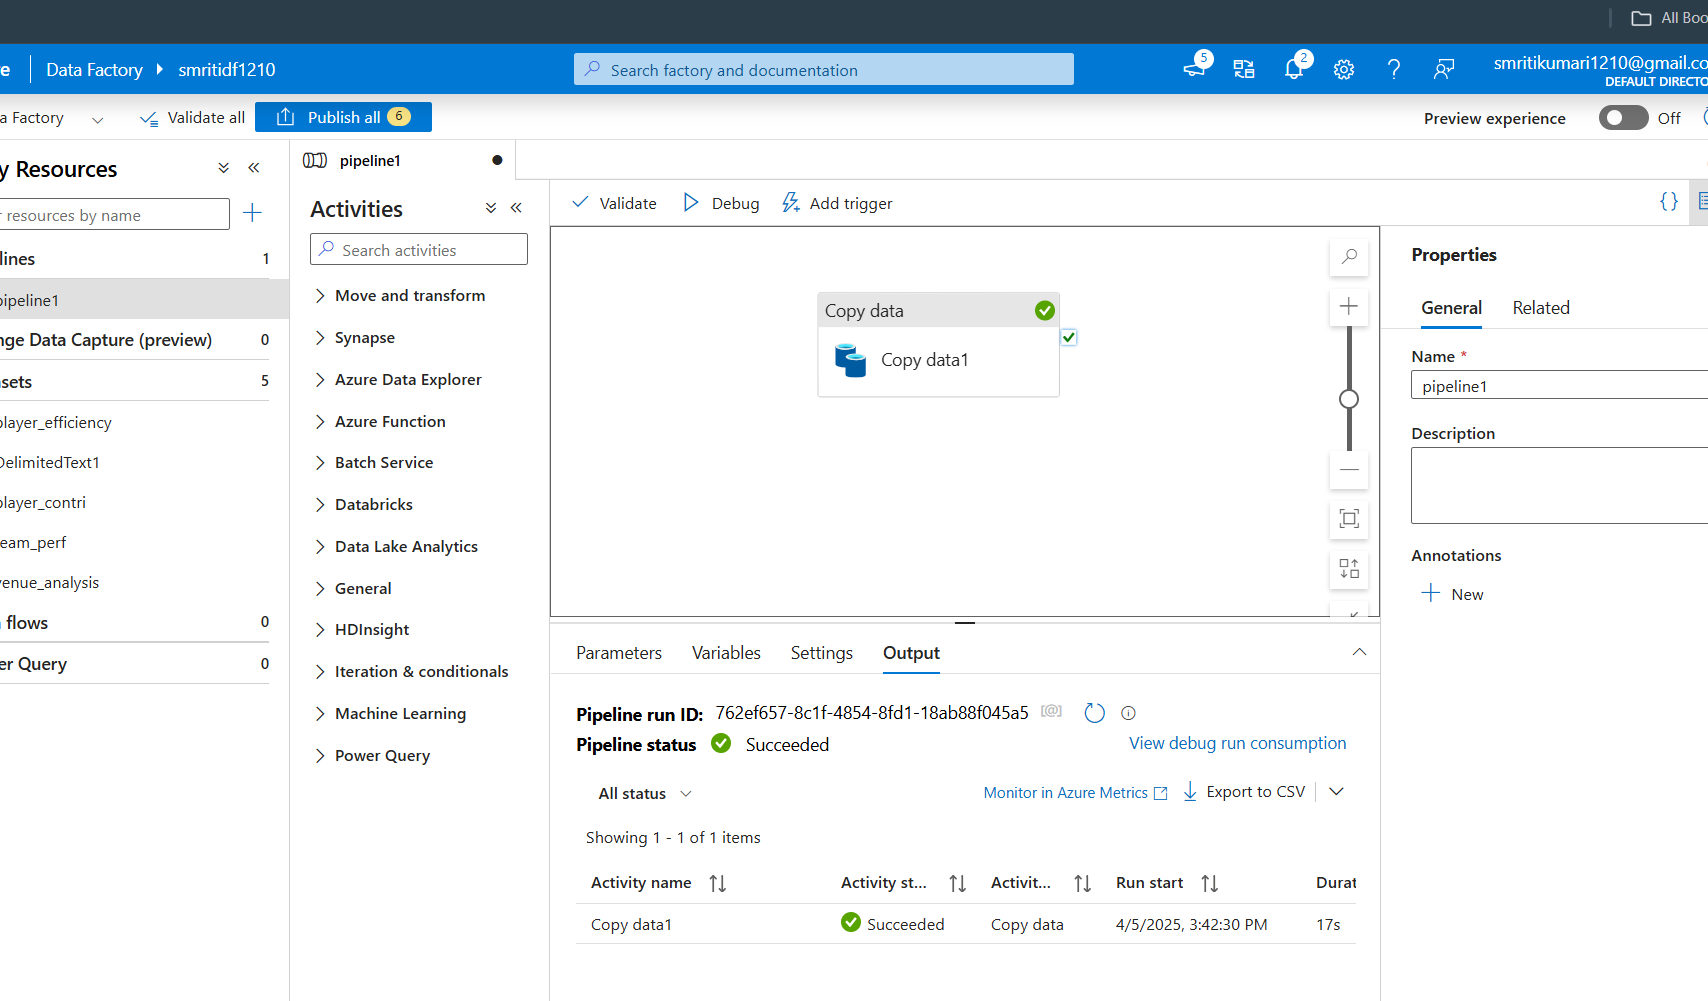 All Boo
e
Data Factory
smritidf1210
Search factory and documentation
5
2
smritikumari1210@gmail.co
DEFAULT DIRECTO
a Factory
Validate all
Publish all
6
Preview experience
Off
y Resources
r resources by name
lines
1
pipeline1
nge Data Capture (preview)
0
sets
5
player_efficiency
DelimitedText1
player_contri
eam_perf
venue_analysis
flows
0
er Query
0
pipeline1
Activities
Search activities
Move and transform
Synapse
Azure Data Explorer
Azure Function
Batch Service
Databricks
Data Lake Analytics
General
HDInsight
Iteration & conditionals
Machine Learning
Power Query
Validate
Debug
Add trigger
{}
Copy data
Copy data1
Parameters
Variables
Settings
Output
Pipeline run ID: 762ef657-8c1f-4854-8fd1-18ab88f045a5 [@]
Pipeline status
Succeeded
View debug run consumption
All status
Monitor in Azure Metrics
Export to CSV
Showing 1 - 1 of 1 items
Activity name
Activity st...
Activit...
Run start
Durat
Copy data1
Succeeded
Copy data
4/5/2025, 3:42:30 PM
17s
Properties
General
Related
Name *
pipeline1
Description
Annotations
New